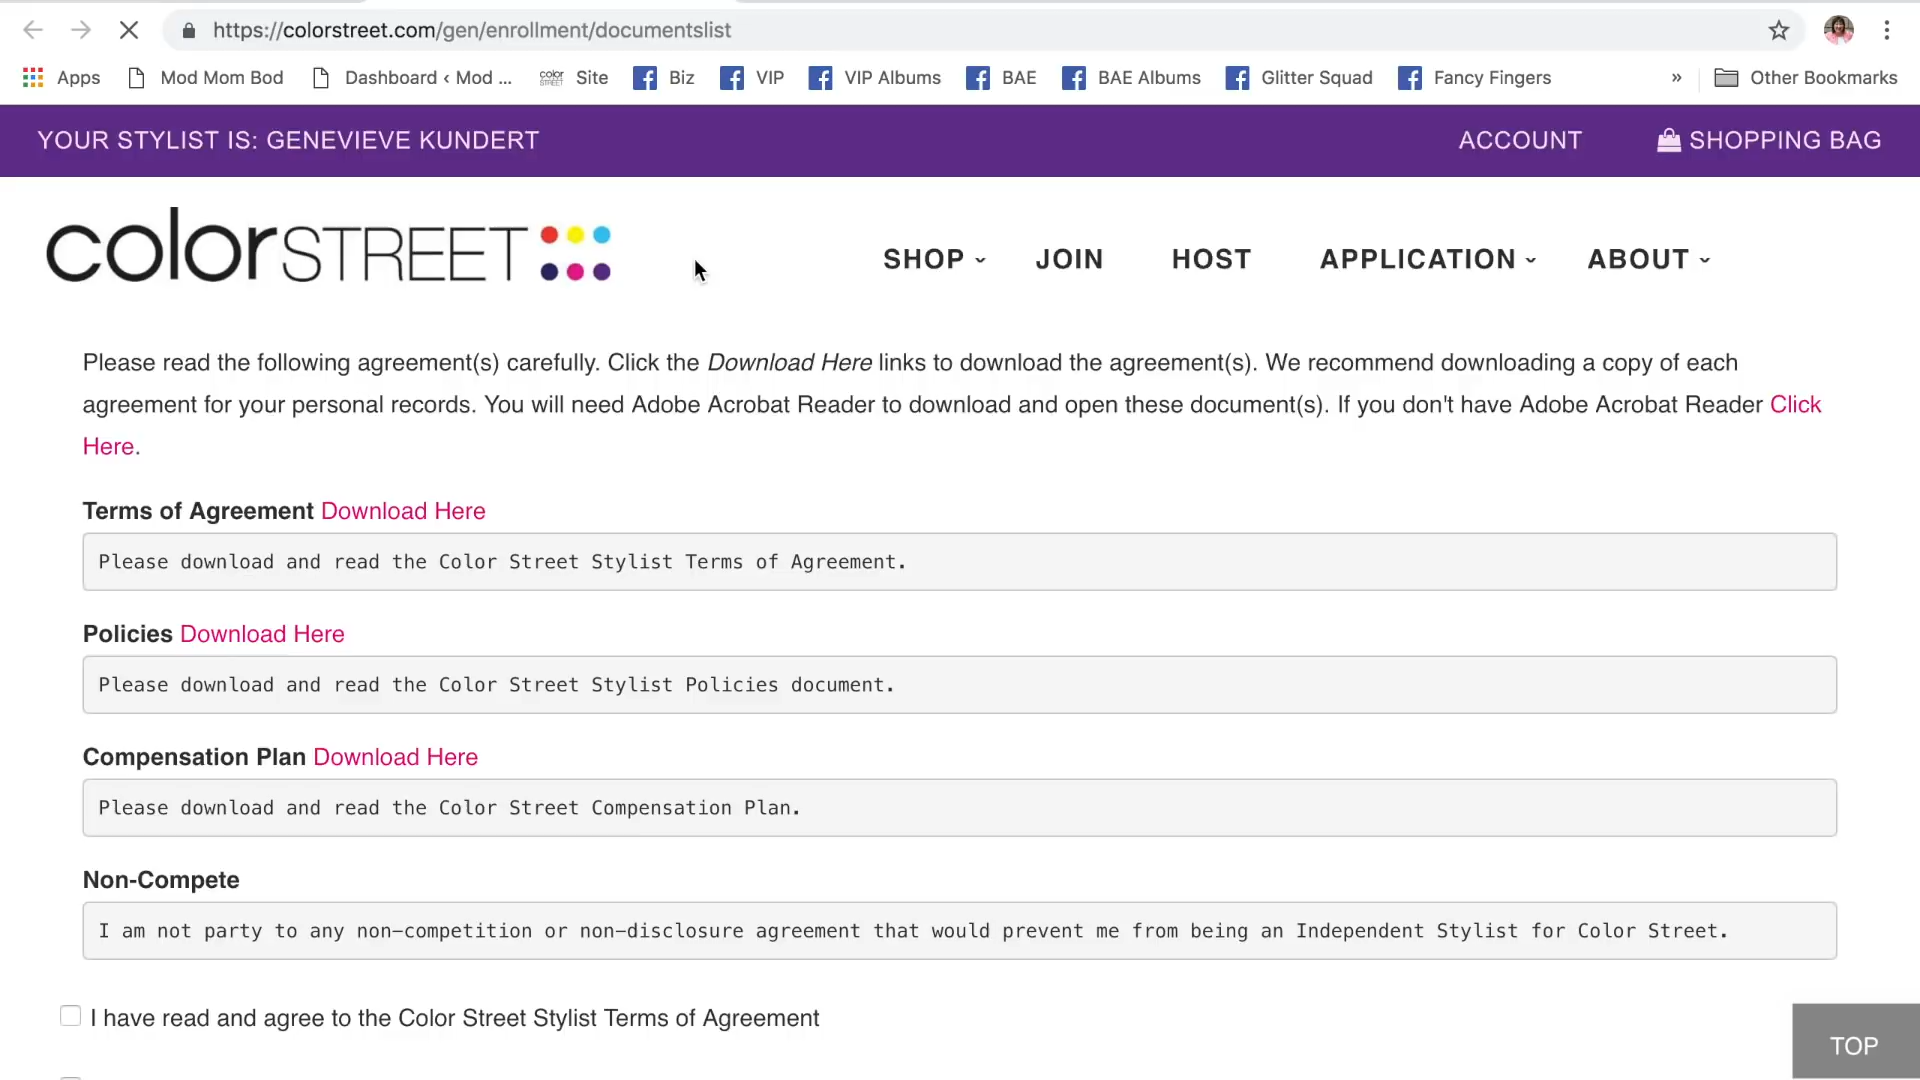 https://colorstreet.com/gen/enrollment/documentslist
Apps Mod Mom Bod Dashboard ‹ Mod ... color STREET Site Biz VIP VIP Albums BAE BAE Albums Glitter Squad Fancy Fingers » Other Bookmarks
YOUR STYLIST IS: GENEVIEVE KUNDERT ACCOUNT SHOPPING BAG
colorSTREET SHOP JOIN HOST APPLICATION ABOUT
Please read the following agreement(s) carefully. Click the Download Here links to download the agreement(s). We recommend downloading a copy of each
agreement for your personal records. You will need Adobe Acrobat Reader to download and open these document(s). If you don't have Adobe Acrobat Reader Click
Here.
Terms of Agreement Download Here
Please download and read the Color Street Stylist Terms of Agreement.
Policies Download Here
Please download and read the Color Street Stylist Policies document.
Compensation Plan Download Here
Please download and read the Color Street Compensation Plan.
Non-Compete
I am not party to any non-competition or non-disclosure agreement that would prevent me from being an Independent Stylist for Color Street.
I have read and agree to the Color Street Stylist Terms of Agreement
TOP